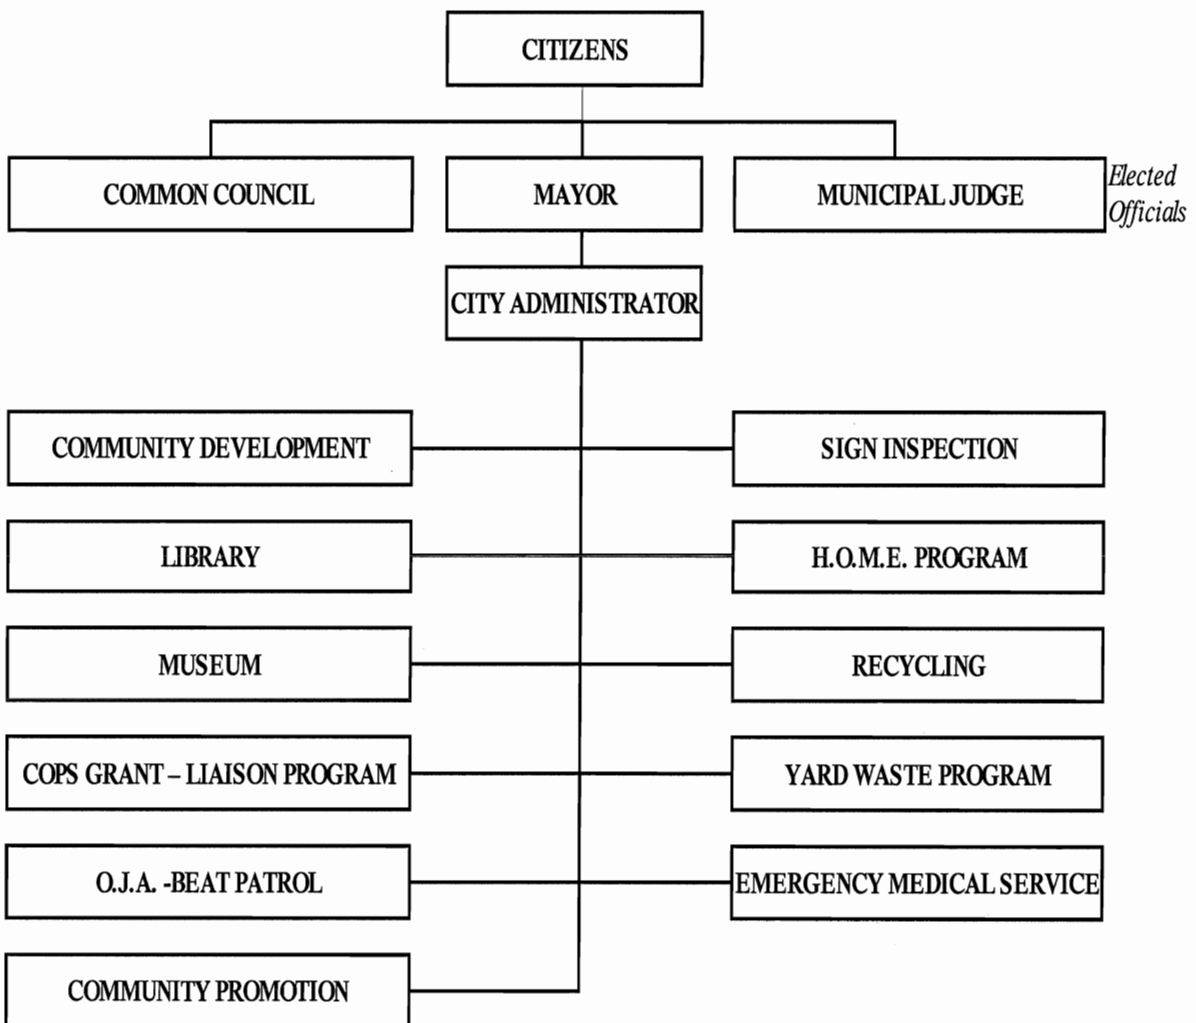 CITIZENS
COMMON COUNCIL
MAYOR
MUNICIPAL JUDGE
Elected
Officials
CITY ADMINISTRATOR
COMMUNITY DEVELOPMENT
SIGN INSPECTION
LIBRARY
H.O.M.E. PROGRAM
MUSEUM
RECYCLING
COPS GRANT – LIAISON PROGRAM
YARD WASTE PROGRAM
O.J.A. -BEAT PATROL
EMERGENCY MEDICAL SERVICE
COMMUNITY PROMOTION